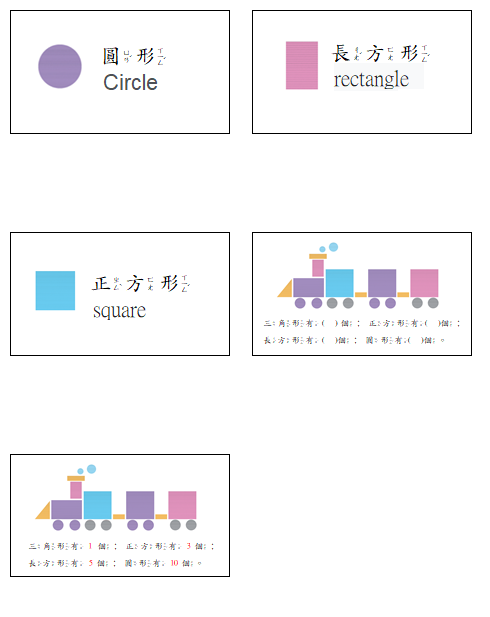 圓形
Circle
長方形
rectangle
正方形
square
三角形有( )個； 正方形有( )個；
長方形有( )個； 圓形有( )個。
三角形有 1 個； 正方形有 3 個；
長方形有 5 個； 圓形有 10 個。